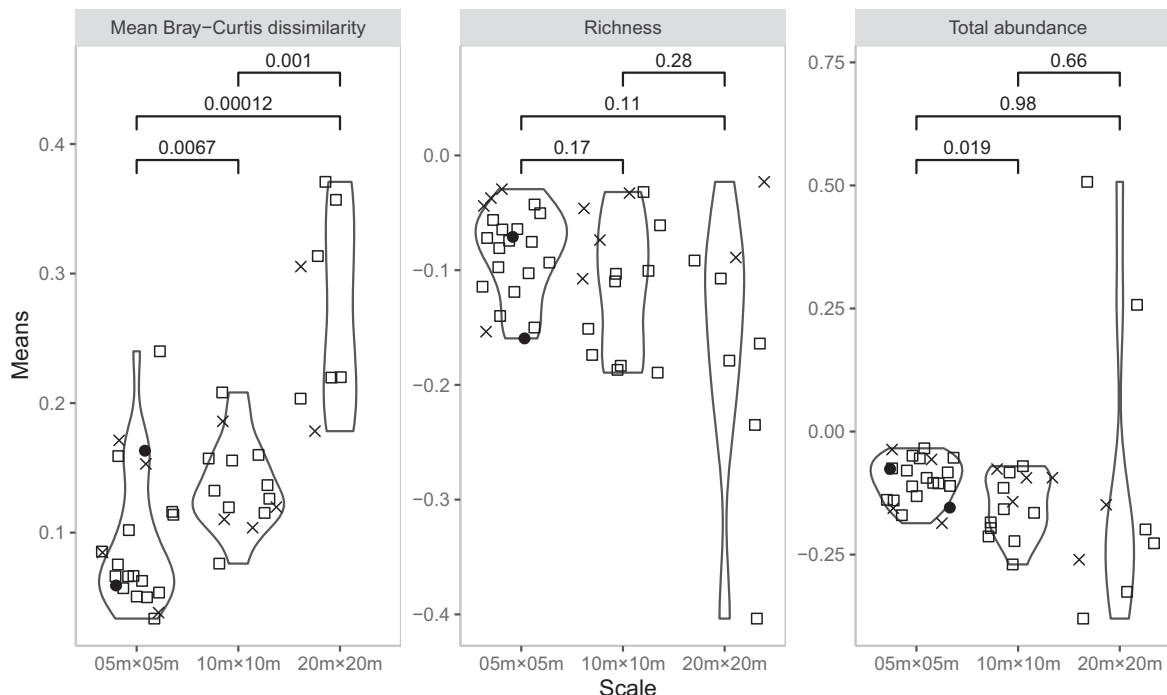 Mean Bray−Curtis dissimilarity
Richness
Total abundance
Means
0.4
0.3
0.2
0.1
0.001
0.00012
0.0067
0.0
−0.1
−0.2
−0.3
−0.4
0.28
0.11
0.17
0.75
0.50
0.25
0.00
−0.25
0.66
0.98
0.019
05m×05m 10m×10m 20m×20m
05m×05m 10m×10m 20m×20m
05m×05m 10m×10m 20m×20m
Scale